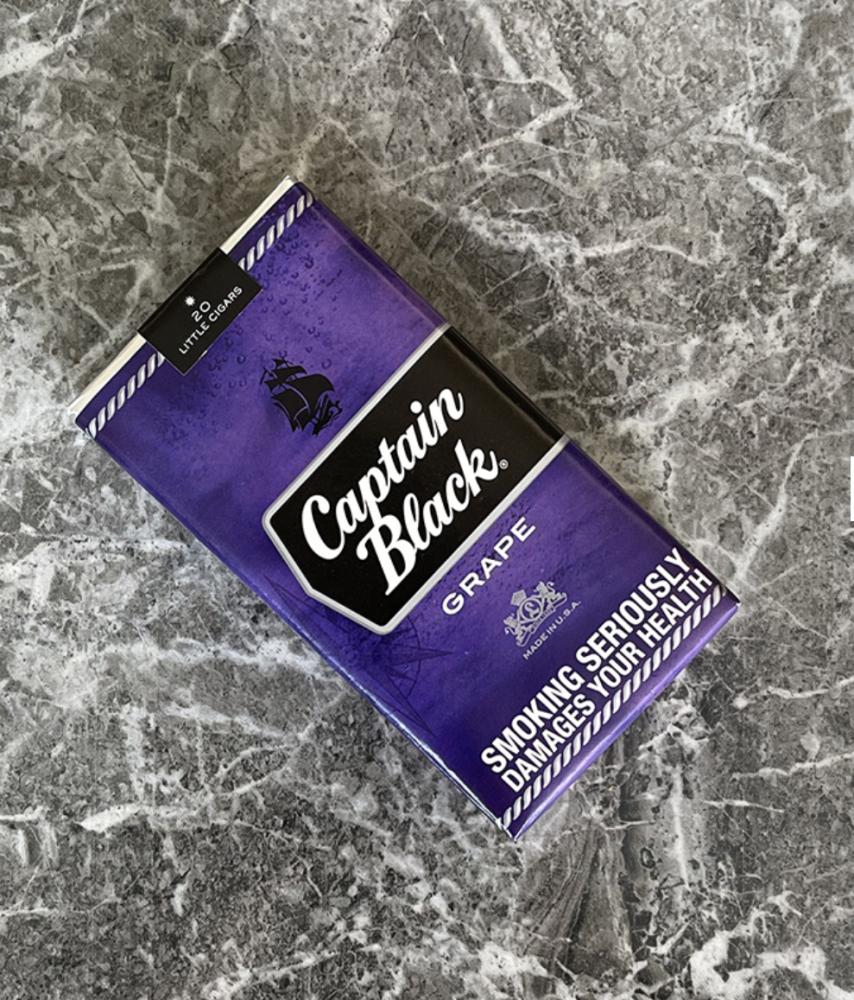 20
LITTLE CIGARS
Captain
Black®
GRAPE
MADE IN U.S.A.
SMOKING SERIOUSLY
DAMAGES YOUR HEALTH